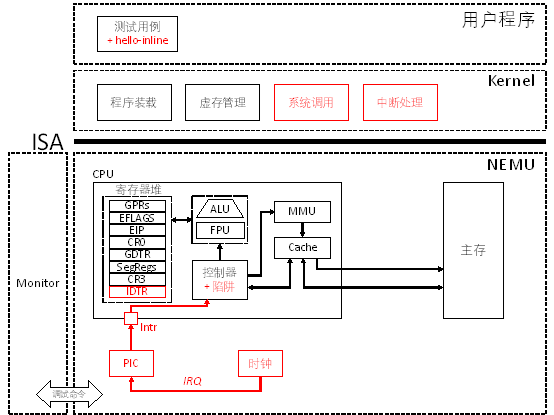 用户程序
测试用例
+ hello-inline
Kernel
程序装载
虚存管理
系统调用
中断处理
ISA
NEMU
CPU
寄存器堆
GPRs
EFLAGS
EIP
CR0
GDTR
SegRegs
CR3
IDTR
ALU
FPU
控制器
+ 陷阱
MMU
Cache
主存
Monitor
Intr
PIC
时钟
IRQ
调试命令